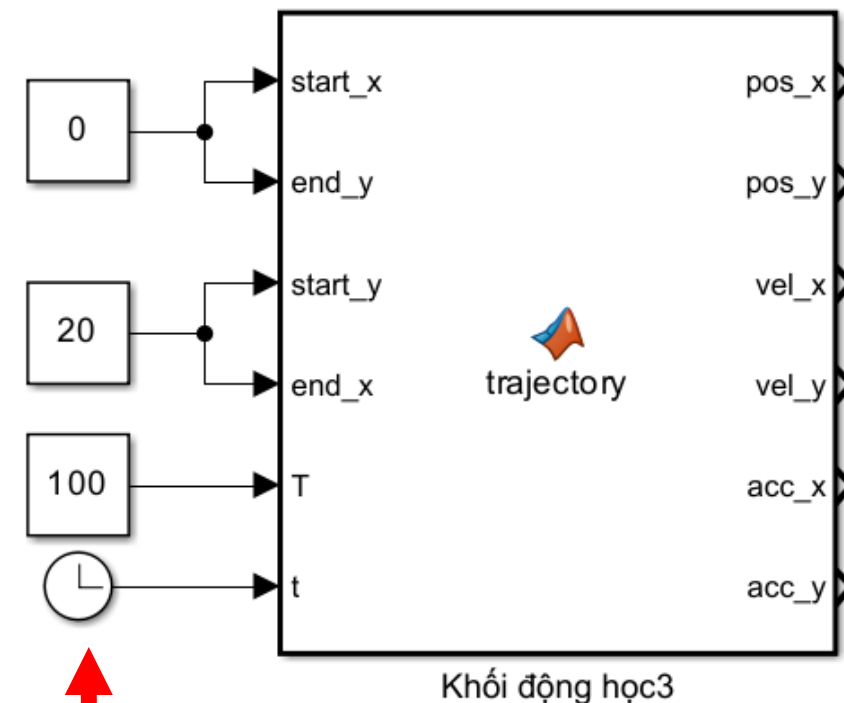 0
start_x
pos_x
end_y
pos_y
20
start_y
vel_x
end_x
trajectory
vel_y
100
T
acc_x
t
acc_y
Khối động học3